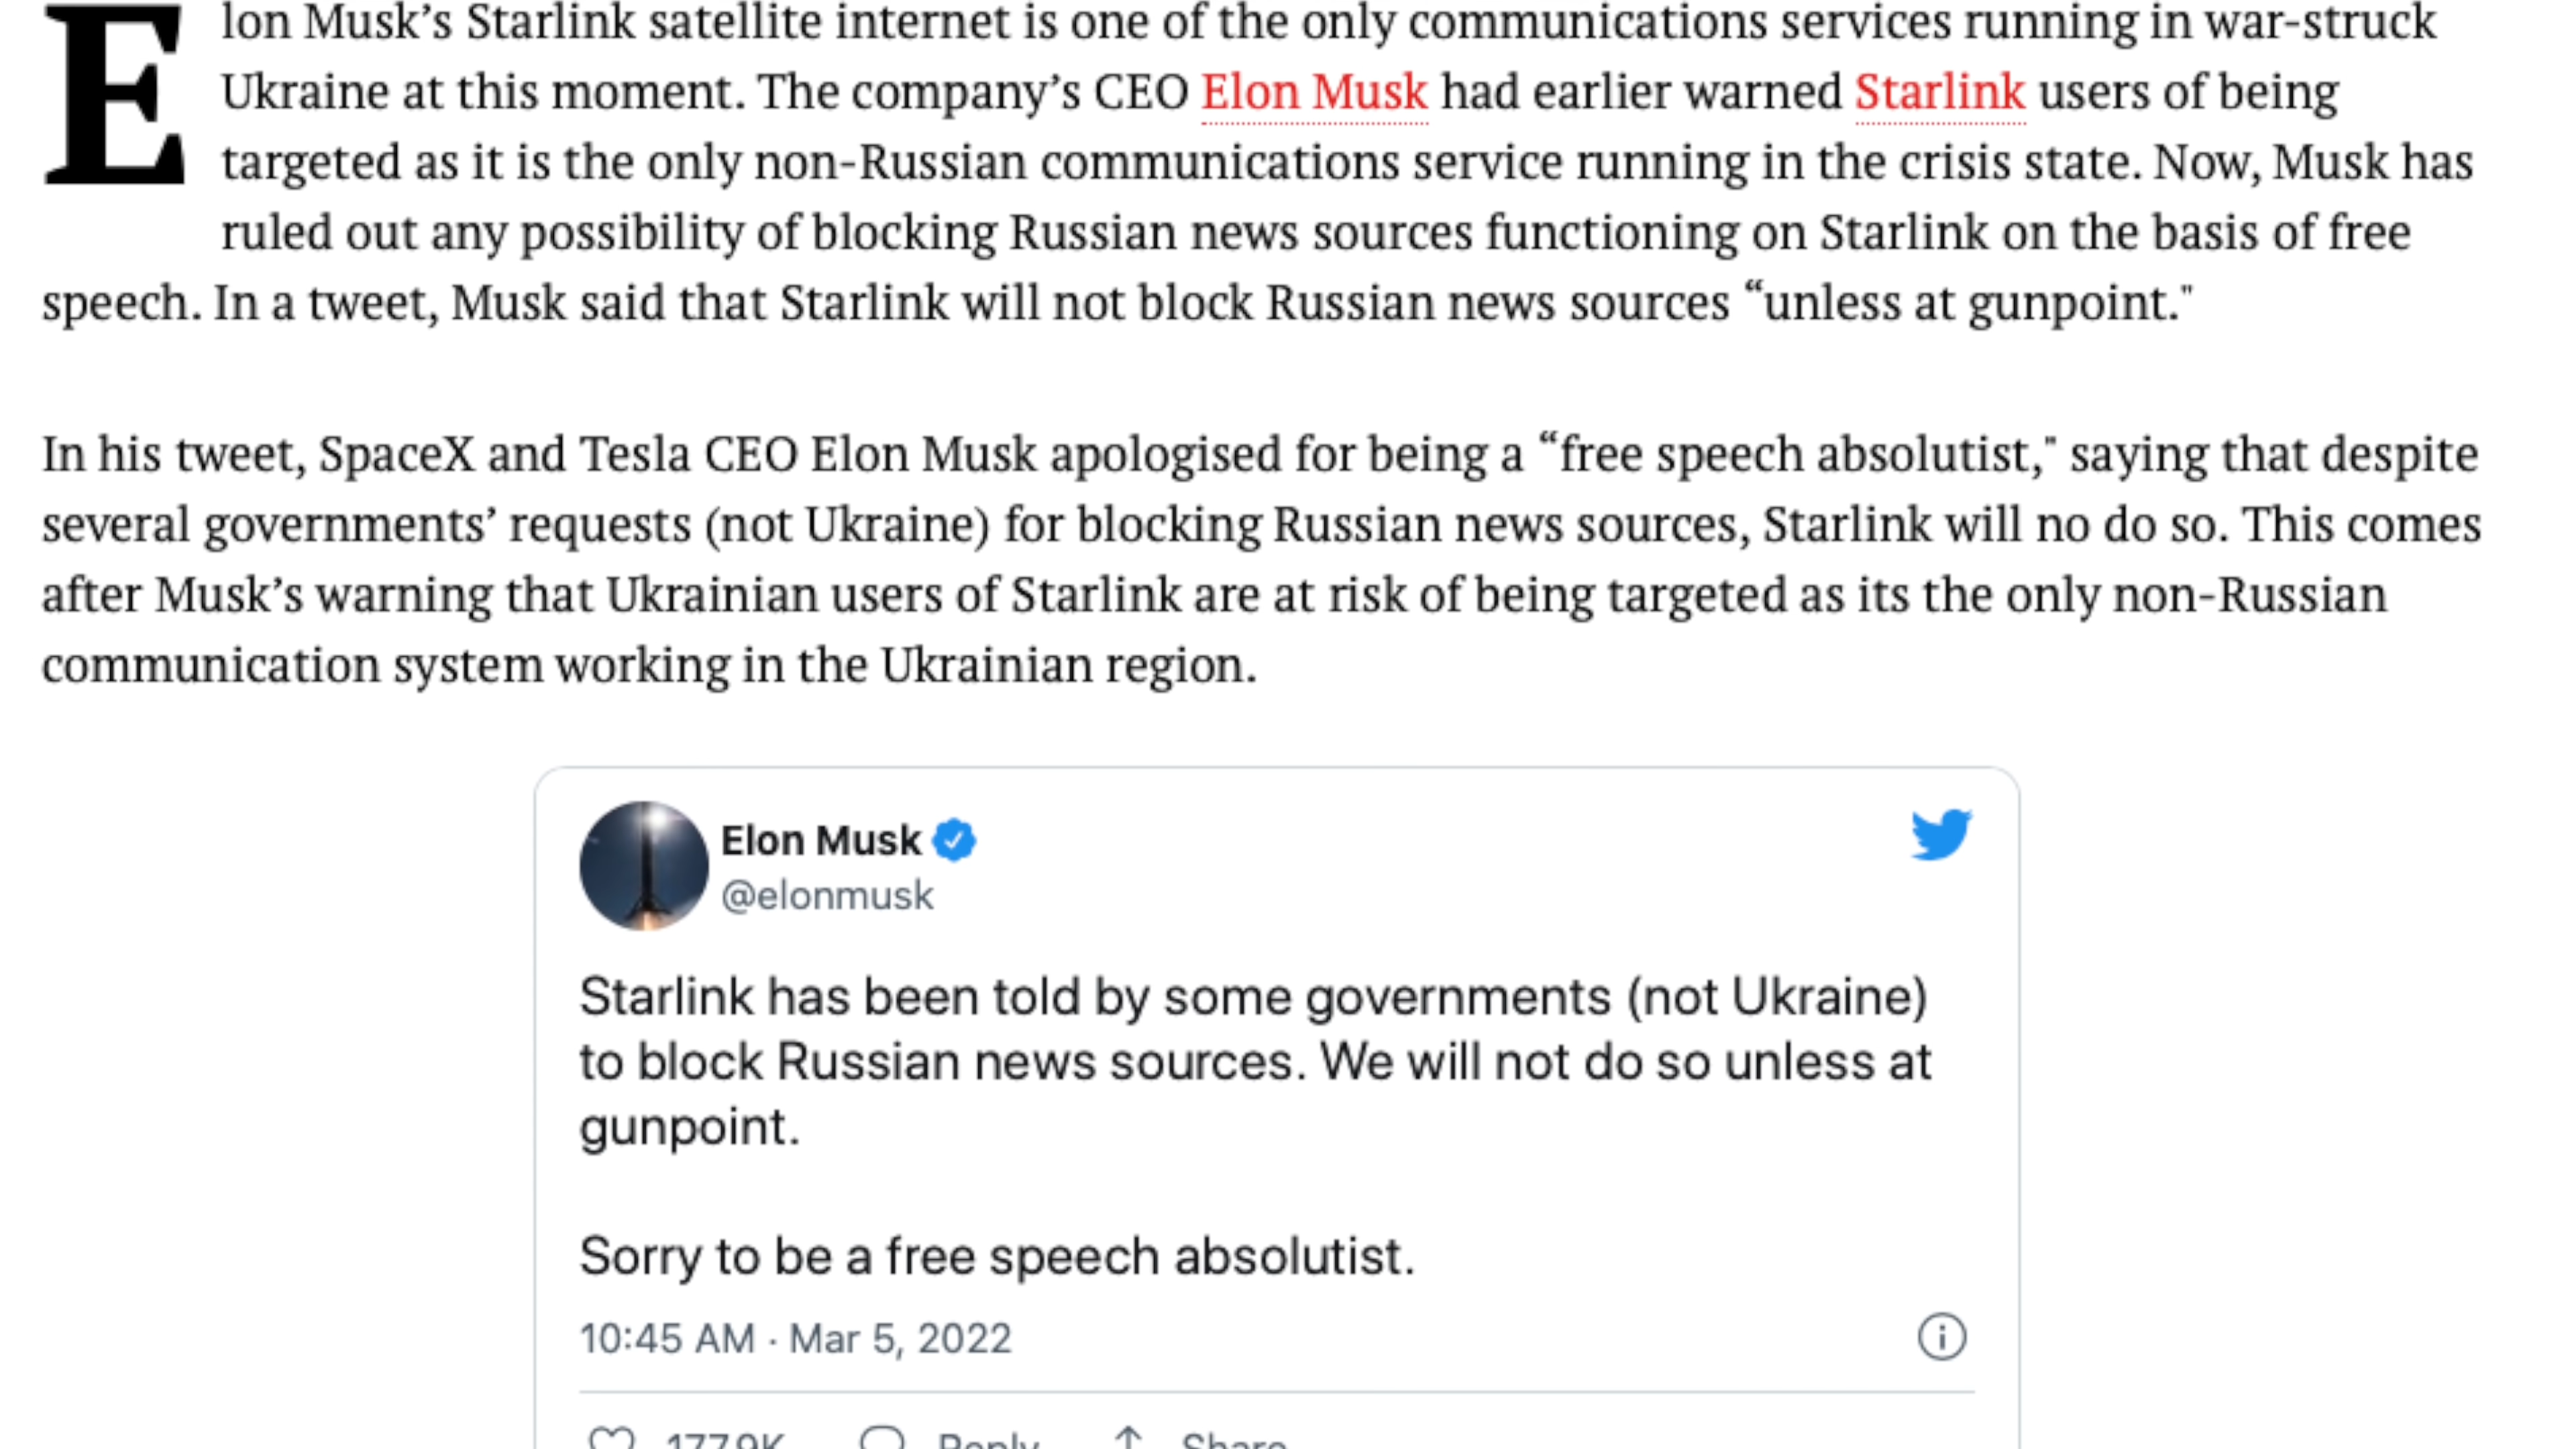 Elon Musk’s Starlink satellite internet is one of the only communications services running in war-struck
Ukraine at this moment. The company’s CEO Elon Musk had earlier warned Starlink users of being
targeted as it is the only non-Russian communications service running in the crisis state. Now, Musk has
ruled out any possibility of blocking Russian news sources functioning on Starlink on the basis of free
speech. In a tweet, Musk said that Starlink will not block Russian news sources “unless at gunpoint."
In his tweet, SpaceX and Tesla CEO Elon Musk apologised for being a “free speech absolutist," saying that despite
several governments’ requests (not Ukraine) for blocking Russian news sources, Starlink will no do so. This comes
after Musk’s warning that Ukrainian users of Starlink are at risk of being targeted as its the only non-Russian
communication system working in the Ukrainian region.
Elon Musk
@elonmusk
Starlink has been told by some governments (not Ukraine)
to block Russian news sources. We will not do so unless at
gunpoint.
Sorry to be a free speech absolutist.
10:45 AM · Mar 5, 2022
177.9K Reply Share